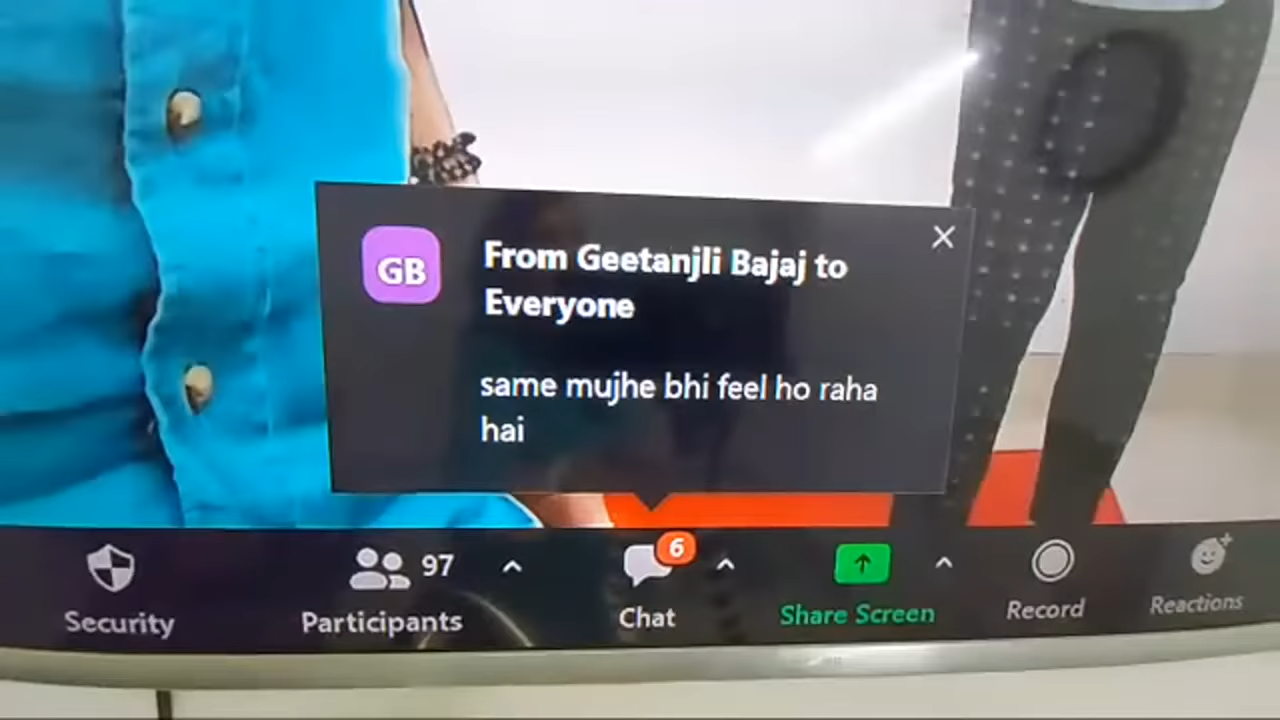 GB
From Geetanjli Bajaj to
Everyone
same mujhe bhi feel ho raha
hai
97
6
Security
Participants
Chat
Share Screen
Record
Reactions